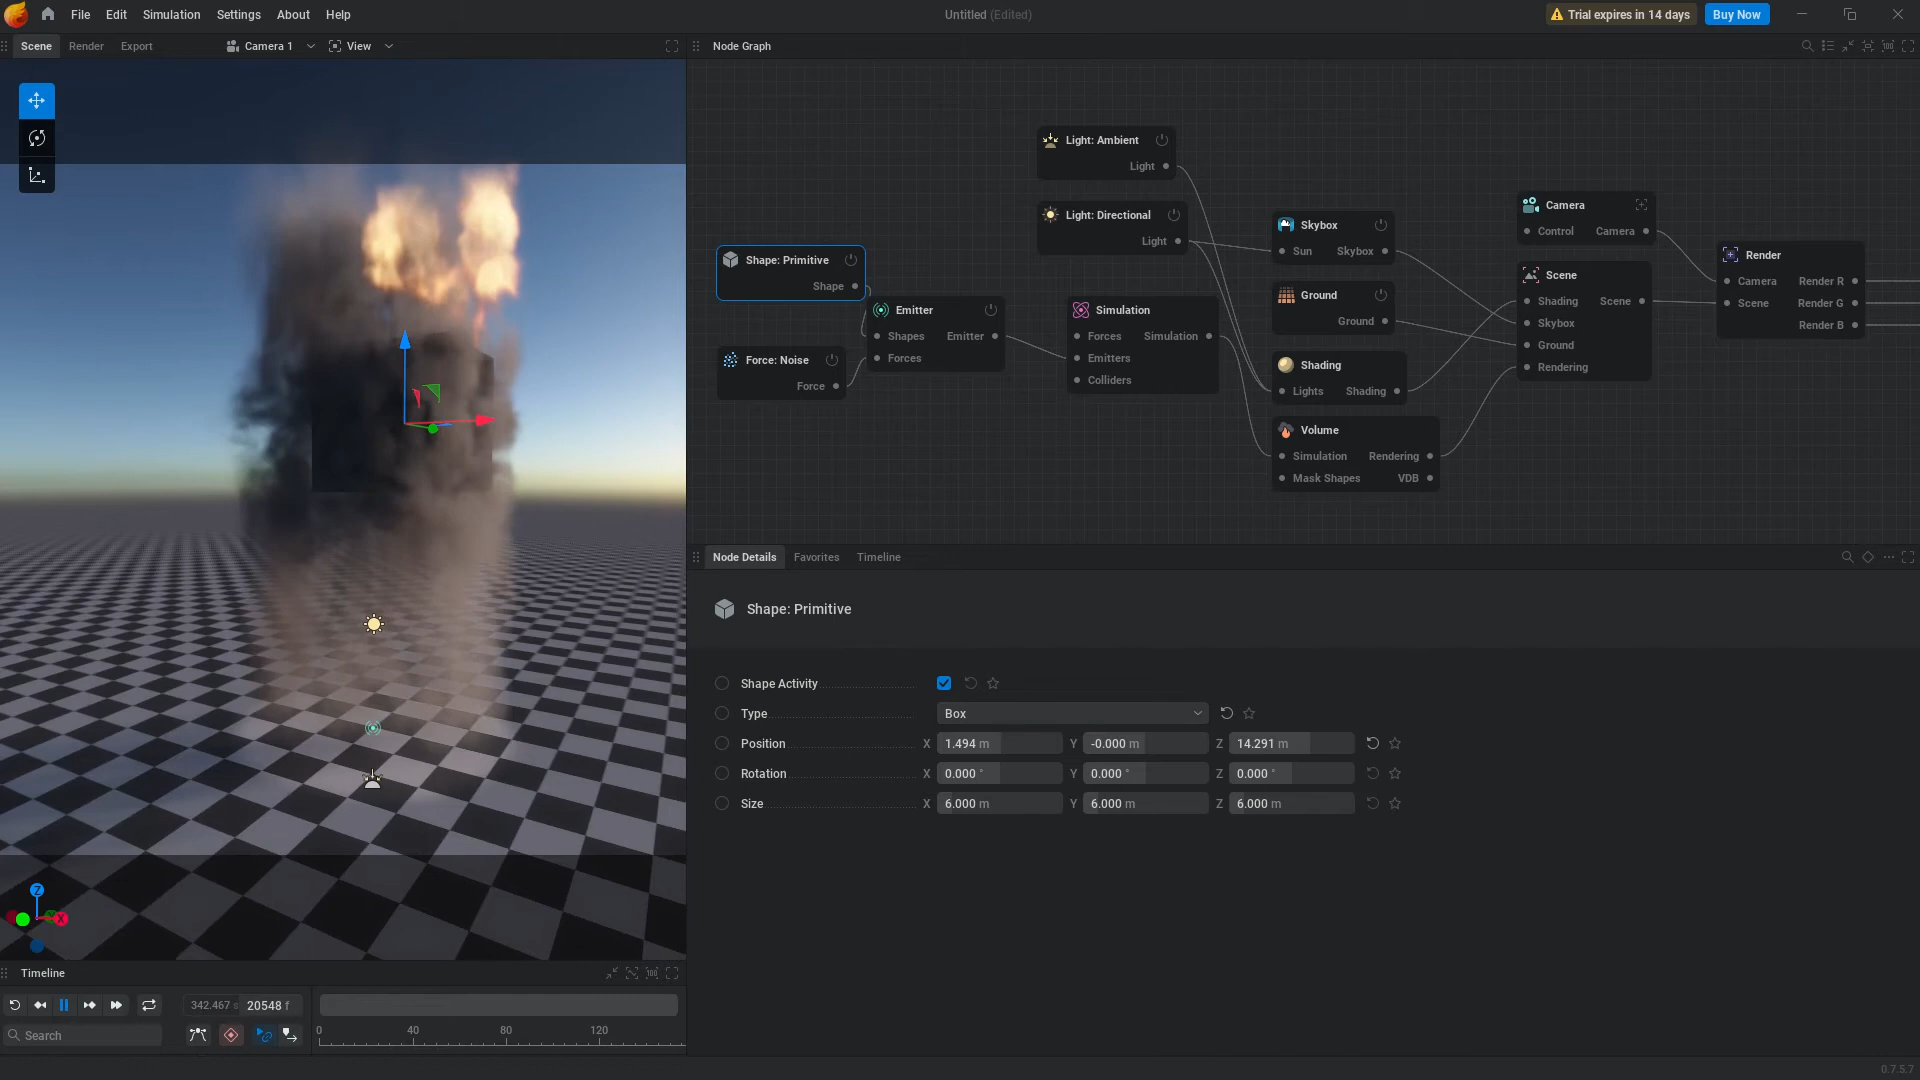 File Edit Simulation Settings About Help
Untitled (Edited)
Trial expires in 14 days
Buy Now
Scene Render Export Camera 1 View
Node Graph
Light: Ambient
Light
Light: Directional
Light
Shape: Primitive
Shape
Emitter
Shapes Emitter
Forces
Force: Noise
Force
Simulation
Forces Simulation
Emitters
Colliders
Skybox
Sun Skybox
Ground
Ground
Shading
Lights Shading
Volume
Simulation Rendering
Mask Shapes VDB
Camera
Control Camera
Scene
Shading Scene
Skybox
Ground
Rendering
Render
Camera Render R
Scene Render G
Render B
Node Details Favorites Timeline
Shape: Primitive
Shape Activity
Type Box
Position X 1.494 m Y -0.000 m Z 14.291 m
Rotation X 0.000 ° Y 0.000 ° Z 0.000 °
Size X 6.000 m Y 6.000 m Z 6.000 m
Z
X
Timeline
342.467 s 20548 f
Search
0 40 80 120
0.7.5.7